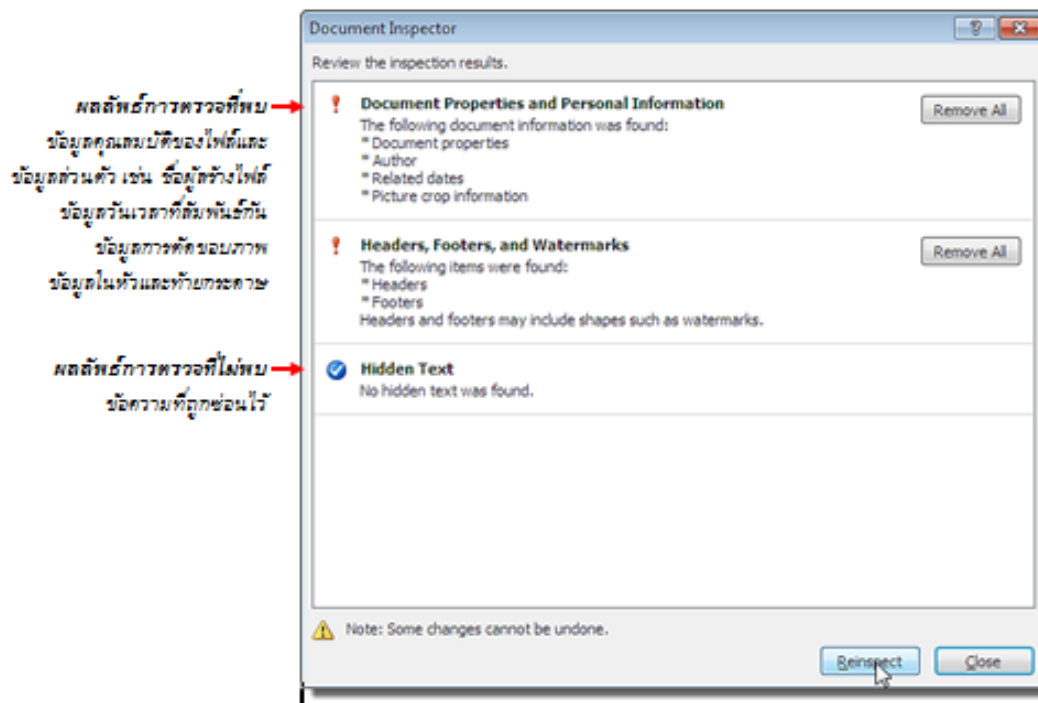 Document Inspector
Review the inspection results.
ผลลัพธ์การตรวจที่พบ
ข้อมูลคุณสมบัติของไฟล์และ
ข้อมูลส่วนตัว เช่น ชื่อผู้สร้างไฟล์
ข้อมูลวันเวลาที่สัมพันธ์กัน
ข้อมูลการตัดขอบภาพ
ข้อมูลในหัวและท้ายกระดาษ
Document Properties and Personal Information
Remove All
The following document information was found:
* Document properties
* Author
* Related dates
* Picture crop information
Headers, Footers, and Watermarks
Remove All
The following items were found:
* Headers
* Footers
Headers and footers may include shapes such as watermarks.
ผลลัพธ์การตรวจที่ไม่พบ
ข้อความที่ถูกซ่อนไว้
Hidden Text
No hidden text was found.
Note: Some changes cannot be undone.
Reinspect
Close